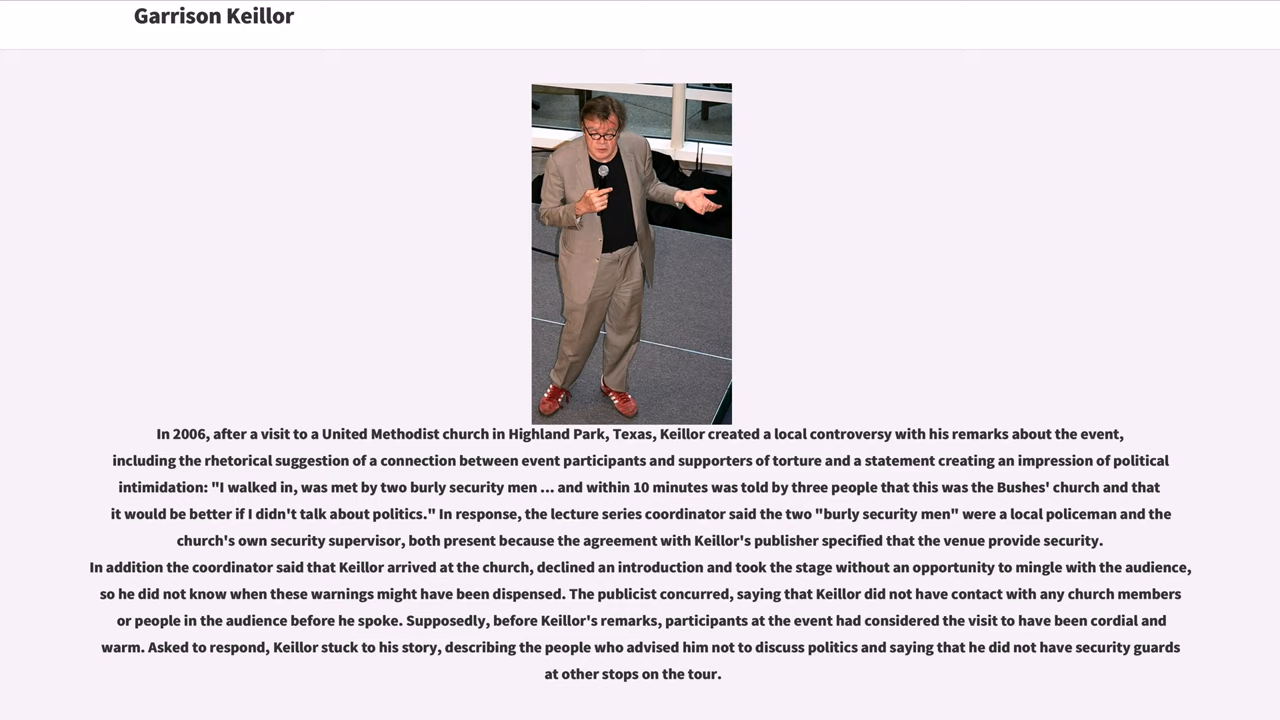 Garrison Keillor
In 2006, after a visit to a United Methodist church in Highland Park, Texas, Keillor created a local controversy with his remarks about the event,
including the rhetorical suggestion of a connection between event participants and supporters of torture and a statement creating an impression of political
intimidation: "I walked in, was met by two burly security men ... and within 10 minutes was told by three people that this was the Bushes' church and that
it would be better if I didn't talk about politics." In response, the lecture series coordinator said the two "burly security men" were a local policeman and the
church's own security supervisor, both present because the agreement with Keillor's publisher specified that the venue provide security.
In addition the coordinator said that Keillor arrived at the church, declined an introduction and took the stage without an opportunity to mingle with the audience,
so he did not know when these warnings might have been dispensed. The publicist concurred, saying that Keillor did not have contact with any church members
or people in the audience before he spoke. Supposedly, before Keillor's remarks, participants at the event had considered the visit to have been cordial and
warm. Asked to respond, Keillor stuck to his story, describing the people who advised him not to discuss politics and saying that he did not have security guards
at other stops on the tour.